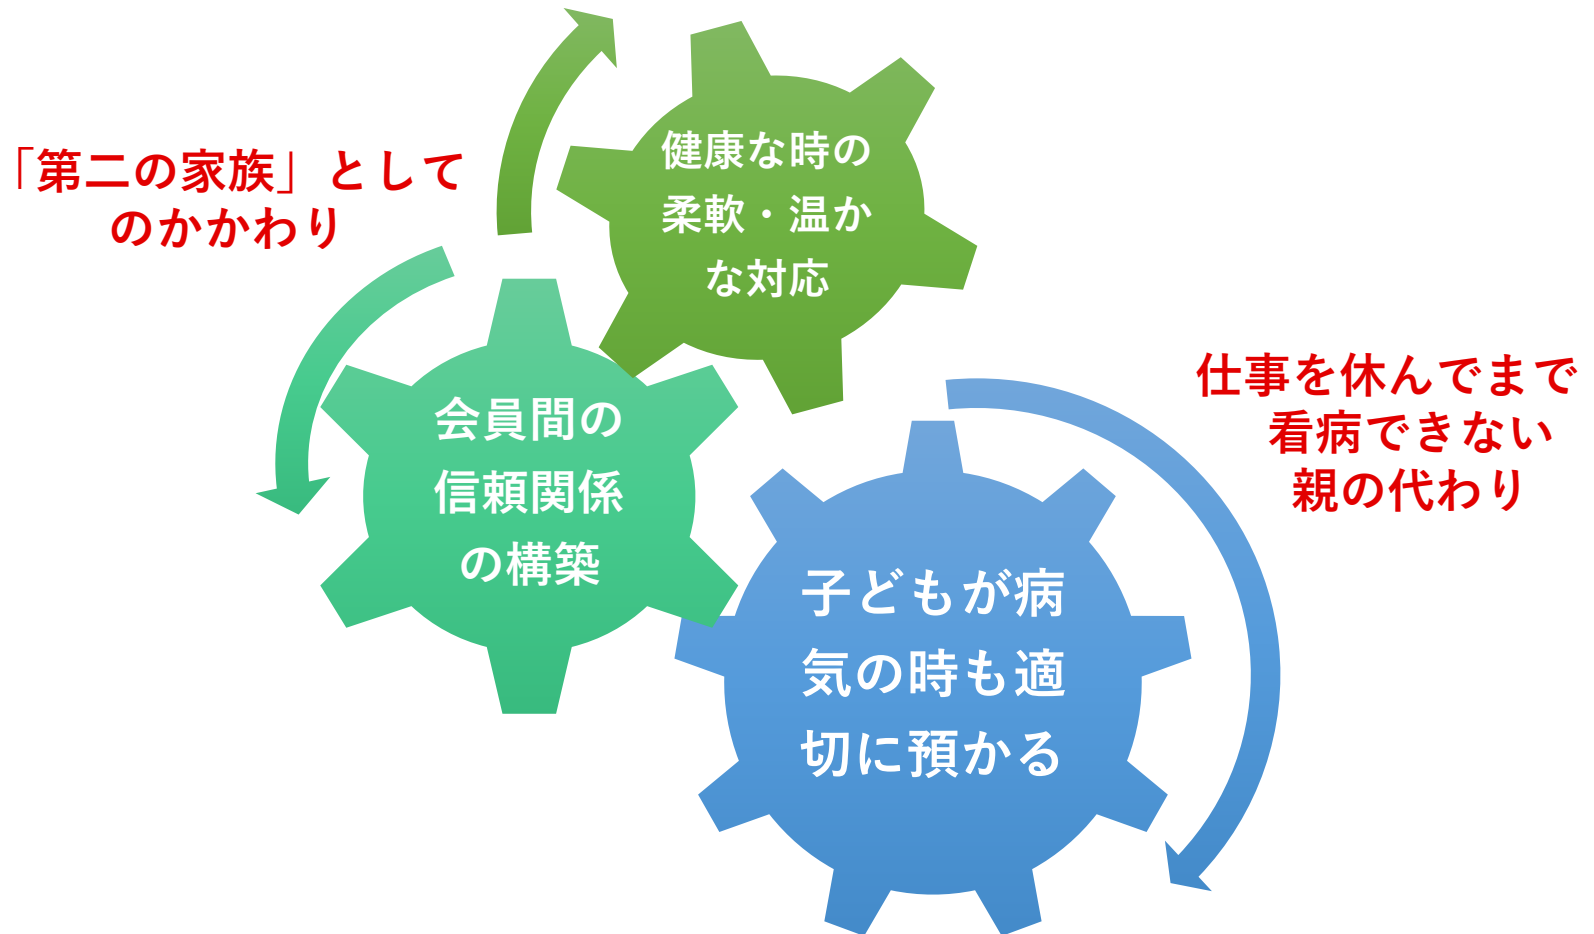 「第二の家族」として
のかかわり
健康な時の
柔軟・温か
な対応
会員間の
信頼関係
の構築
仕事を休んでまで
看病できない
親の代わり
子どもが病
気の時も適
切に預かる